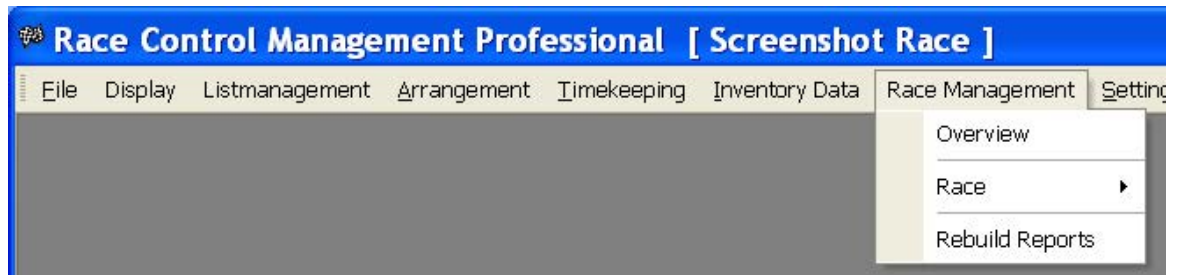 Race Control Management Professional [ Screenshot Race ]
File Display Listmanagement Arrangement Timekeeping Inventory Data Race Management
Overview
Race
Rebuild Reports